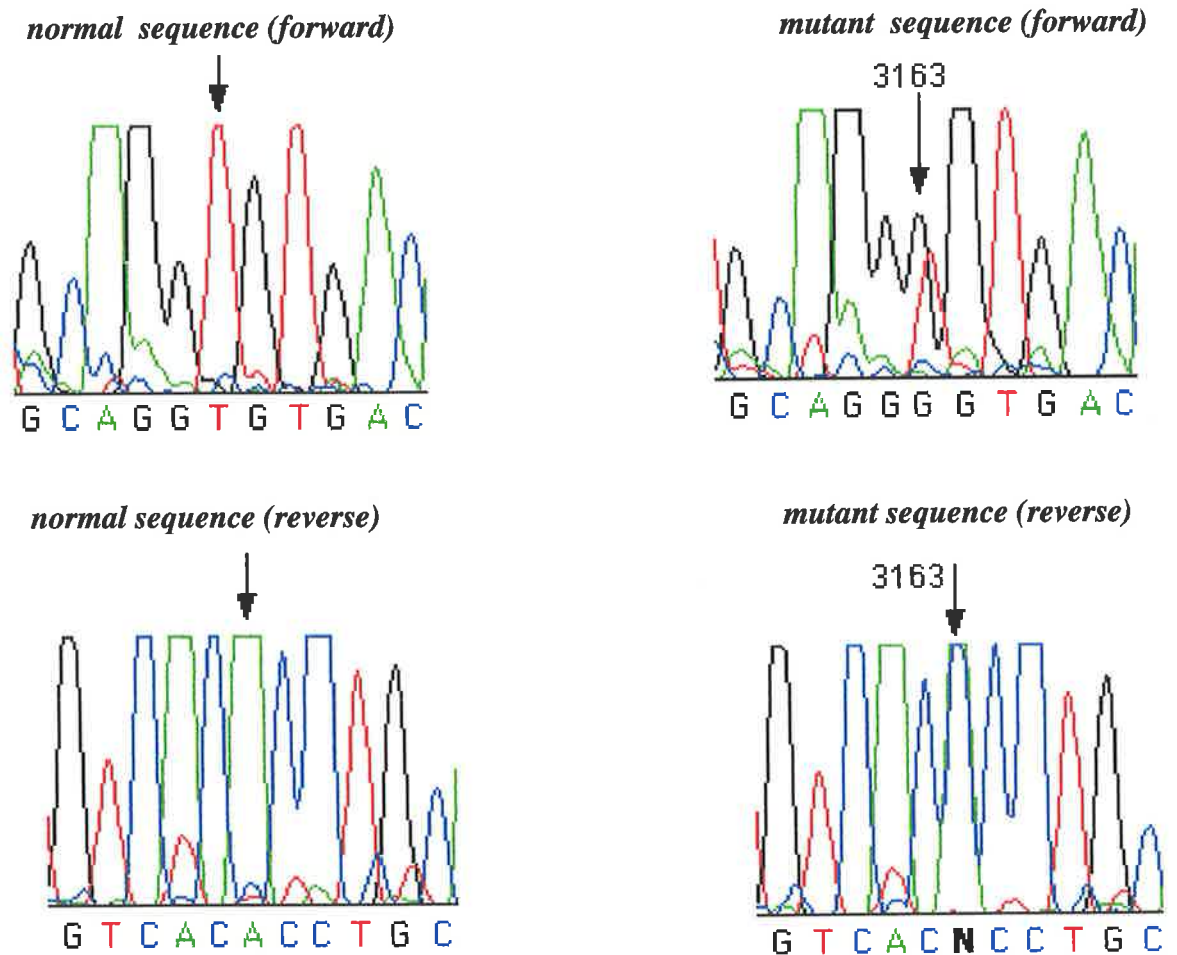 normal sequence (forward)
mutant sequence (forward)
3163
G C A G G T G T G A C
G C A G G G G T G A C
normal sequence (reverse)
mutant sequence (reverse)
3163
G T C A C A C C T G C
G T C A C N C C T G C